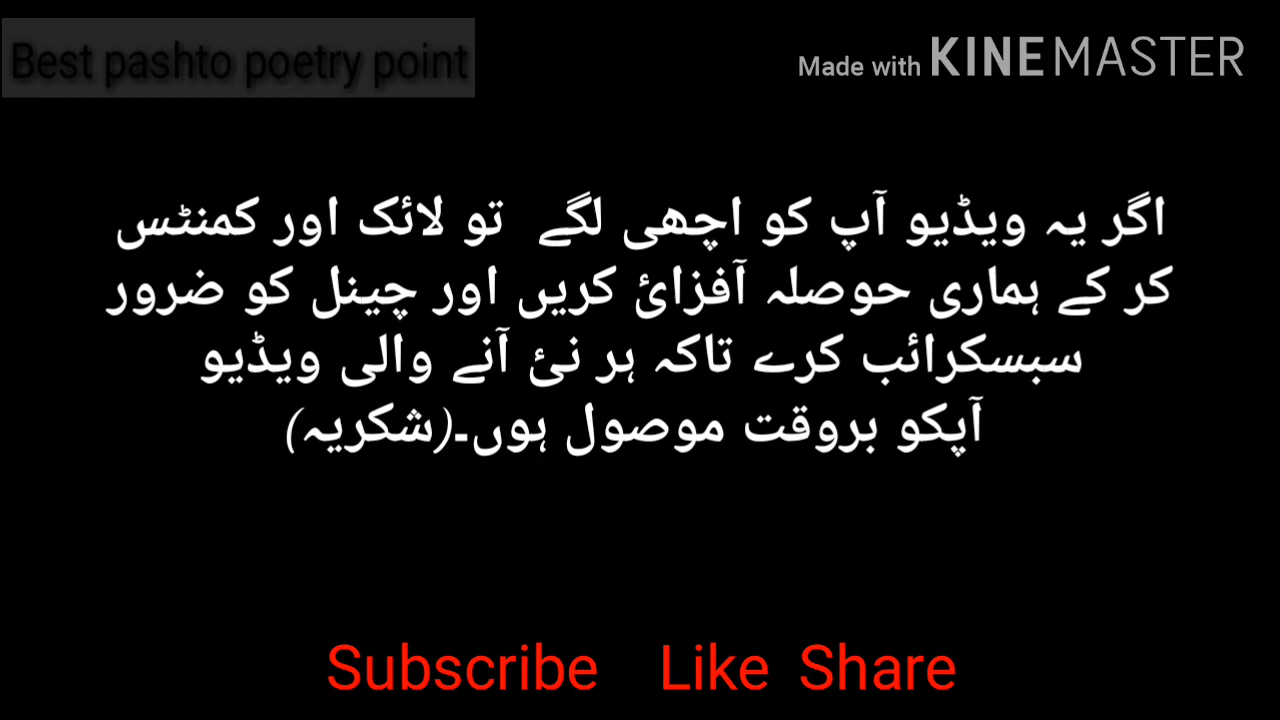 Best pashto poetry point
Made with KINEMASTER
اگر یہ ویڈیو آپ کو اچھی لگے تو لائک اور کمنٹس
کر کے ہماری حوصلہ آفزائ کریں اور چینل کو ضرور
سبسکرائب کرے تاکہ ہر نئ آنے والی ویڈیو
آپکو بروقت موصول ہوں۔(شکریہ)
Subscribe Like Share